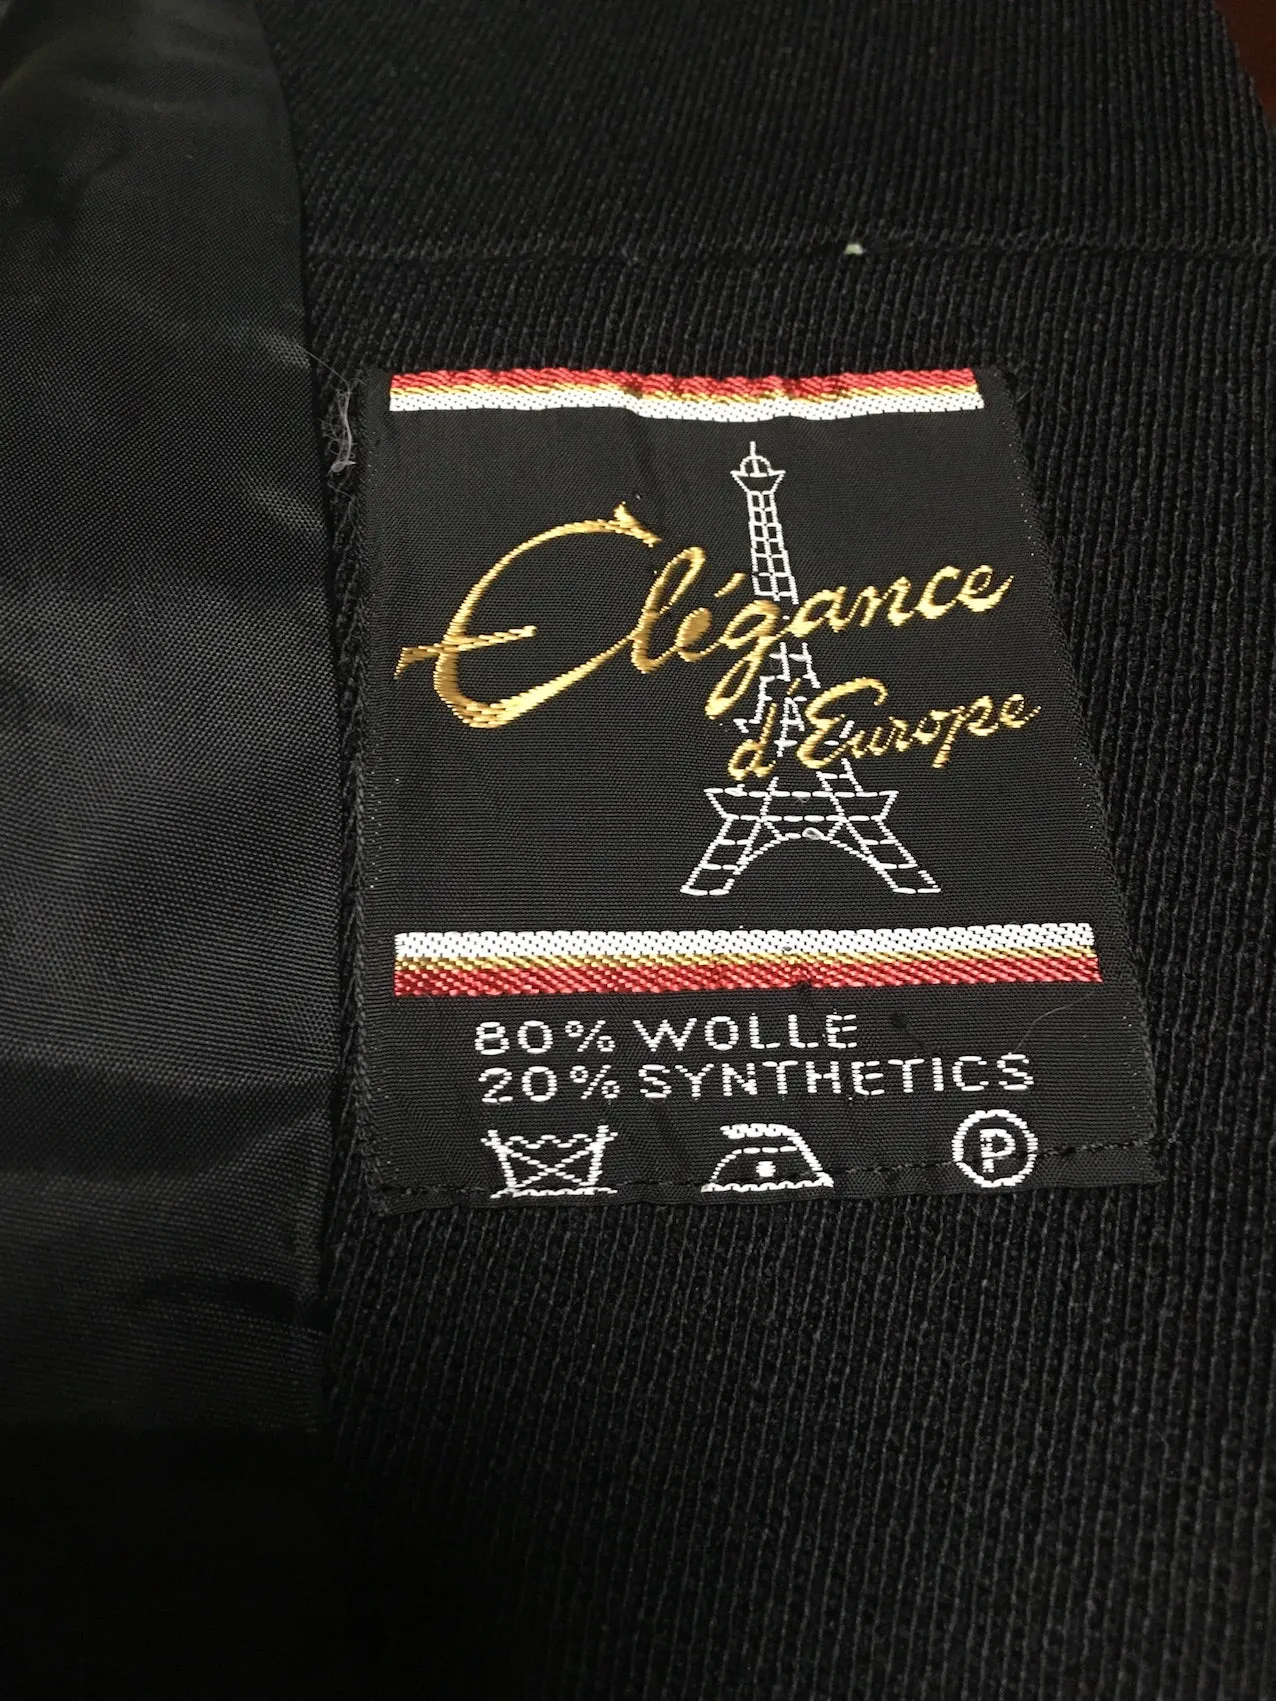 Elégance
d'Europe
80% WOLLE
20% SYNTHETICS
P